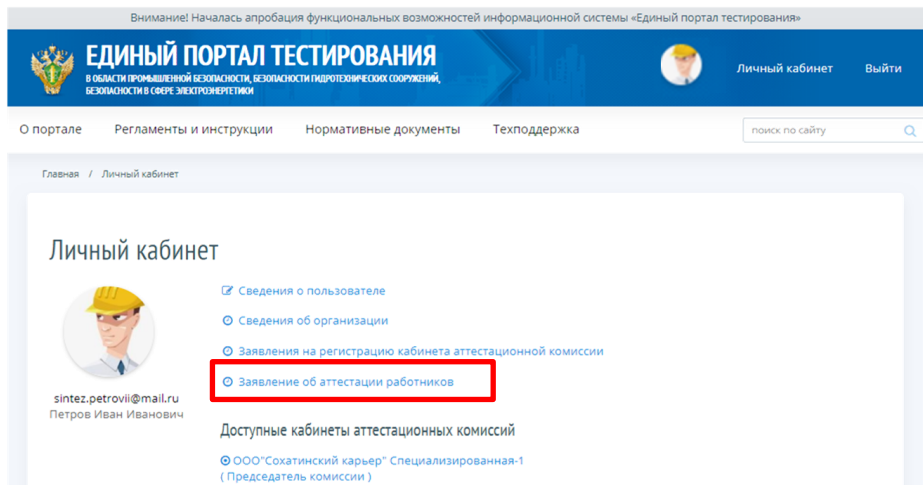 Внимание! Началась апробация функциональных возможностей информационной системы «Единый портал тестирования»
ЕДИНЫЙ ПОРТАЛ ТЕСТИРОВАНИЯ
В ОБЛАСТИ ПРОМЫШЛЕННОЙ БЕЗОПАСНОСТИ, БЕЗОПАСНОСТИ ГИДРОТЕХНИЧЕСКИХ СООРУЖЕНИЙ,
БЕЗОПАСНОСТИ В СФЕРЕ ЭЛЕКТРОЭНЕРГЕТИКИ
Личный кабинет
Выйти
О портале
Регламенты и инструкции
Нормативные документы
Техподдержка
поиск по сайту
Главная / Личный кабинет
Личный кабинет
Сведения о пользователе
Сведения об организации
Заявления на регистрацию кабинета аттестационной комиссии
Заявление об аттестации работников
sintez.petrovii@mail.ru
Петров Иван Иванович
Доступные кабинеты аттестационных комиссий
ООО"Сохатинский карьер" Специализированная-1
( Председатель комиссии )